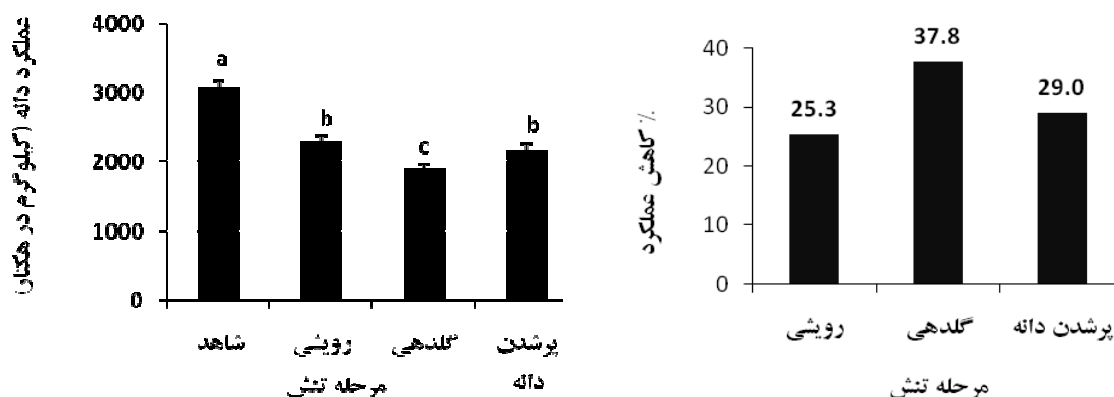 عملکرد دانه (کیلوگرم در هکتار)
4000
3000
2000
1000
0
a
b
c
b
شاهد
رویشی
گلدهی
پرشدن
دانه
مرحله تنش
% کاهش عملکرد
40
30
20
10
0
25.3
37.8
29.0
رویشی
گلدهی
پرشدن دانه
مرحله تنش